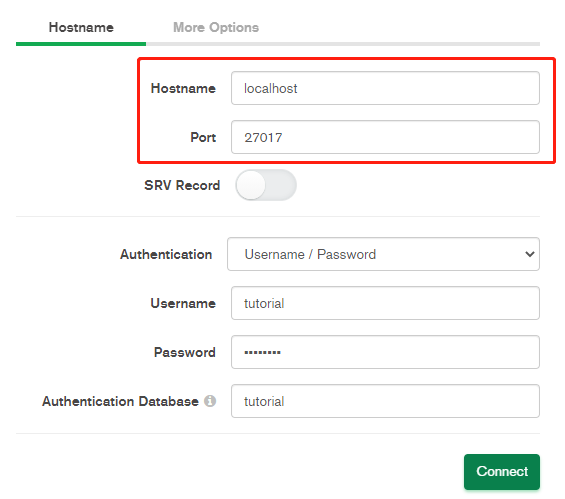 Hostname More Options
Hostname localhost
Port 27017
SRV Record
Authentication Username / Password
Username tutorial
Password ••••••••
Authentication Database tutorial
Connect